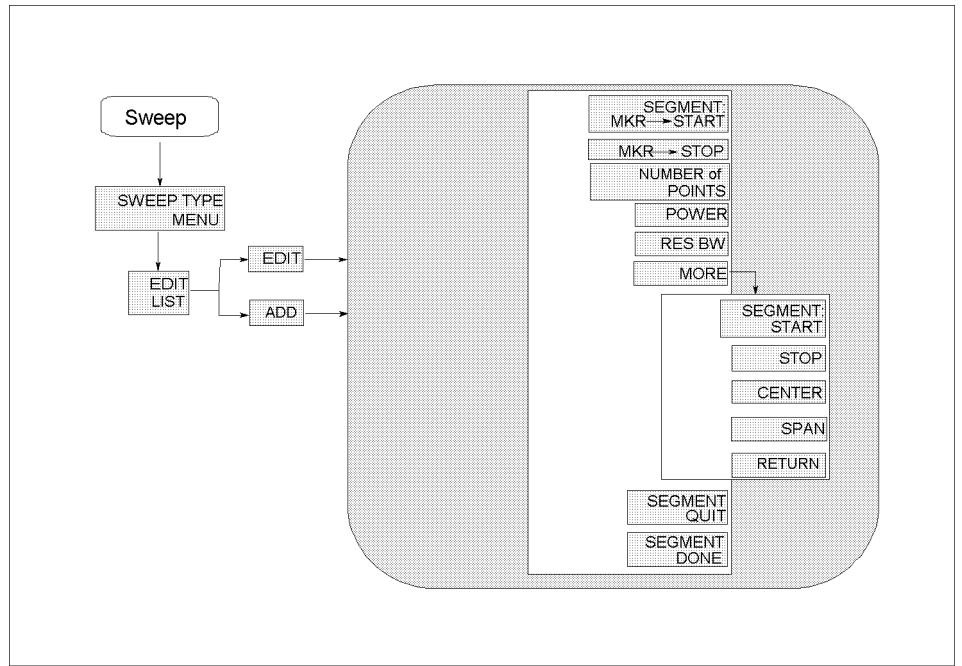 Sweep
SWEEP TYPE
MENU
EDIT
LIST
EDIT
ADD
SEGMENT:
MKR→START
MKR→STOP
NUMBER of
POINTS
POWER
RES BW
MORE
SEGMENT:
START
STOP
CENTER
SPAN
RETURN
SEGMENT
QUIT
SEGMENT
DONE